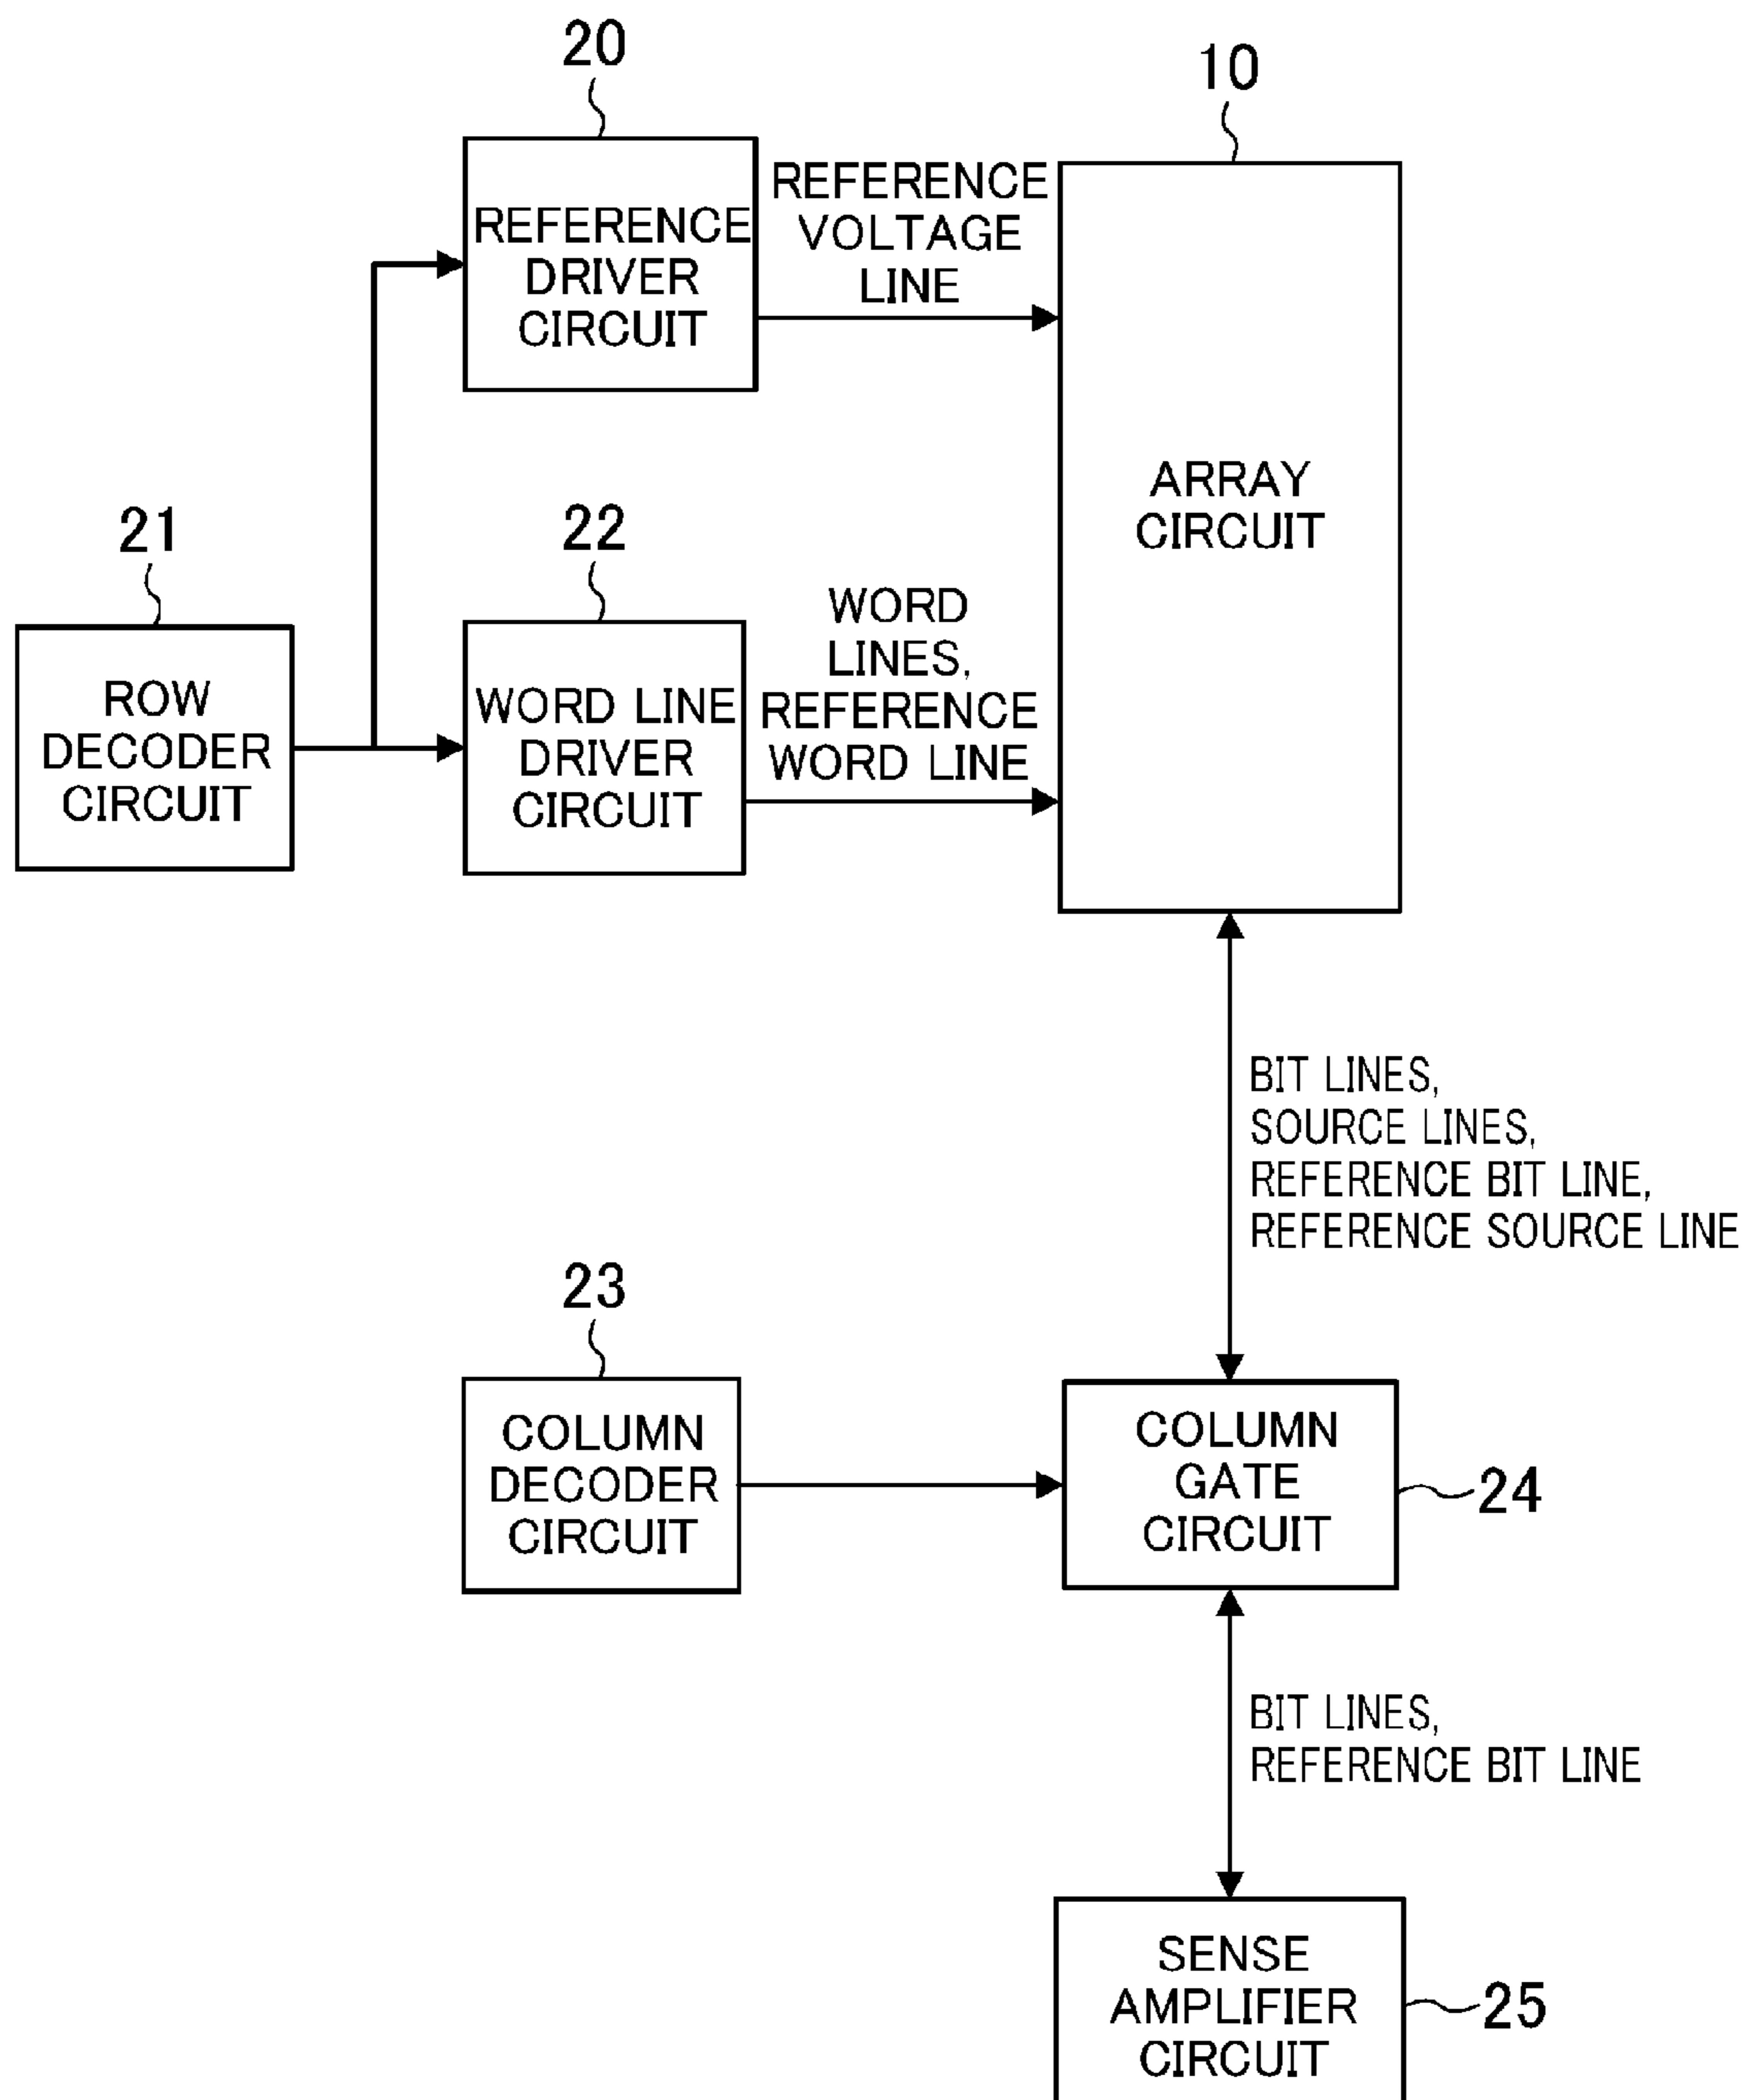 20
10
REFERENCE
DRIVER
CIRCUIT
REFERENCE
VOLTAGE
LINE
ARRAY
CIRCUIT
21
22
ROW
DECODER
CIRCUIT
WORD LINE
DRIVER
CIRCUIT
WORD
LINES,
REFERENCE
WORD LINE
BIT LINES,
SOURCE LINES,
REFERENCE BIT LINE,
REFERENCE SOURCE LINE
23
COLUMN
DECODER
CIRCUIT
COLUMN
GATE
CIRCUIT
24
BIT LINES,
REFERENCE BIT LINE
SENSE
AMPLIFIER
CIRCUIT
25